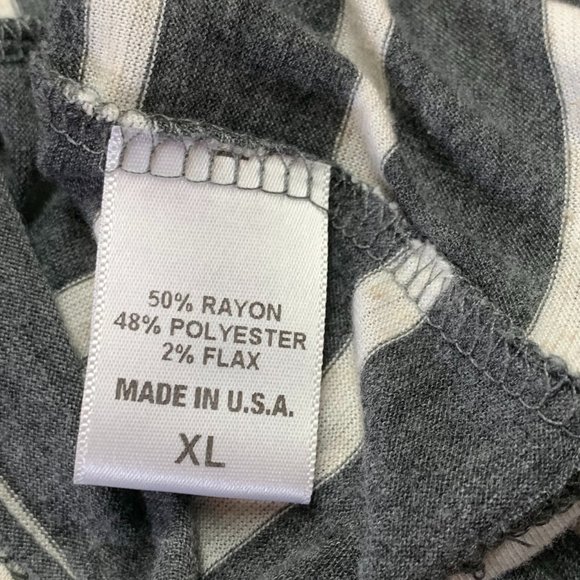 50% RAYON
48% POLYESTER
2% FLAX
MADE IN U.S.A.
XL